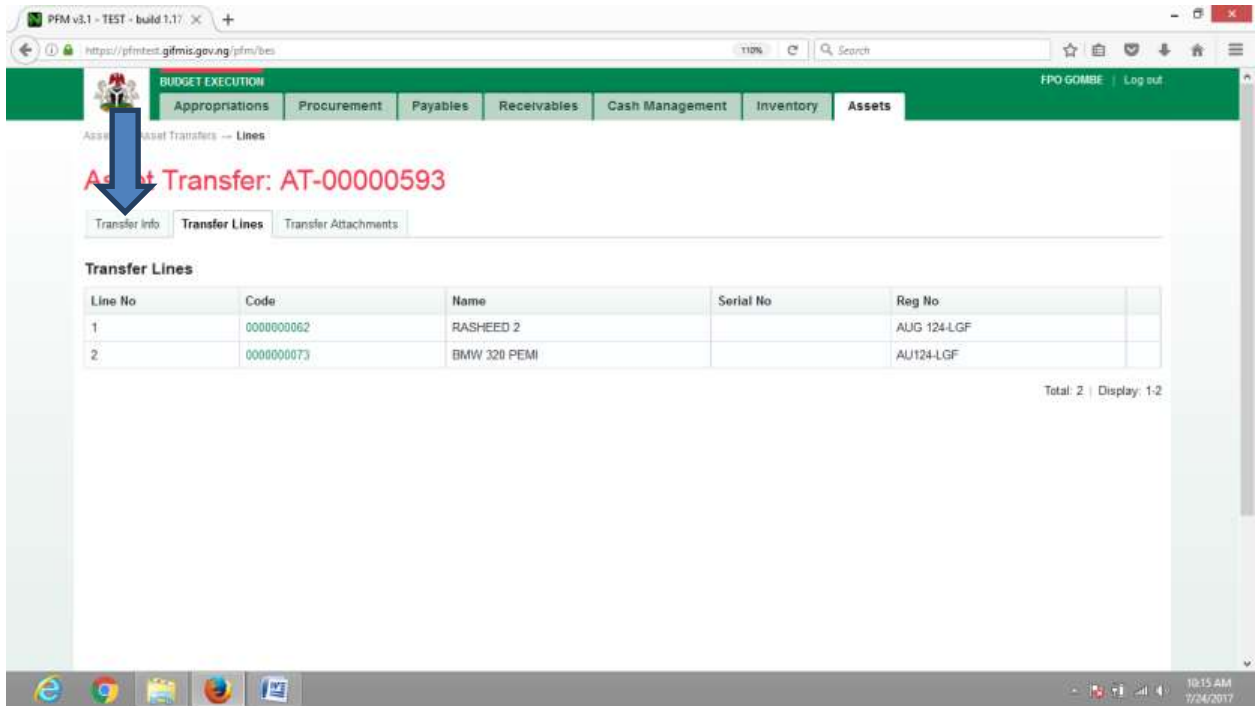 PFM v3.1 - TEST - build 1.17
https://pfmtest.gifmis.gov.ng/pfm/bes
110%
Search
BUDGET EXECUTION
FPO GOMBE | Log out
Appropriations Procurement Payables Receivables Cash Management Inventory Assets
Asset Transfers → Lines
Transfer: AT-00000593
Transfer Info Transfer Lines Transfer Attachments
Transfer Lines
Line No Code Name Serial No Reg No
1 0000000062 RASHEED 2 AUG 124-LGF
2 0000000073 BMW 320 PEMI AU124-LGF
Total: 2 | Display: 1-2
10:15 AM
7/24/2017